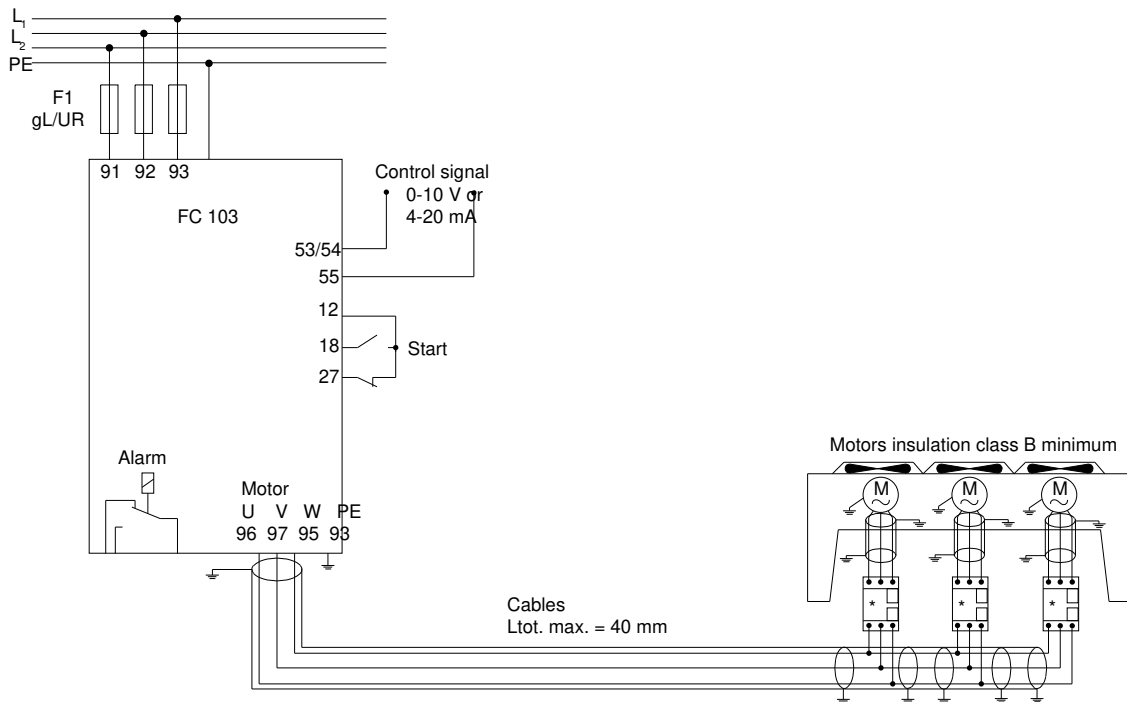 L1
L2
PE
F1
gL/UR
91 92 93
FC 103
Control signal
0-10 V or
4-20 mA
53/54
55
12
18
27
Start
Alarm
Motor
U V W PE
96 97 95 93
Motors insulation class B minimum
M M M
* * *
Cables
Ltot. max. = 40 mm